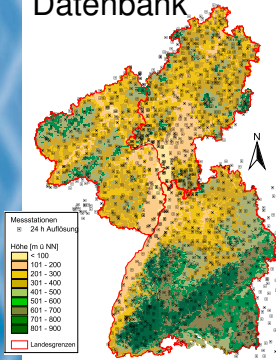 Datenbank
N
Messstationen
24 h Auflösung
Höhe [m ü NN]
< 100
101 - 200
201 - 300
301 - 400
401 - 500
501 - 600
601 - 700
701 - 800
801 - 900
Landesgrenzen